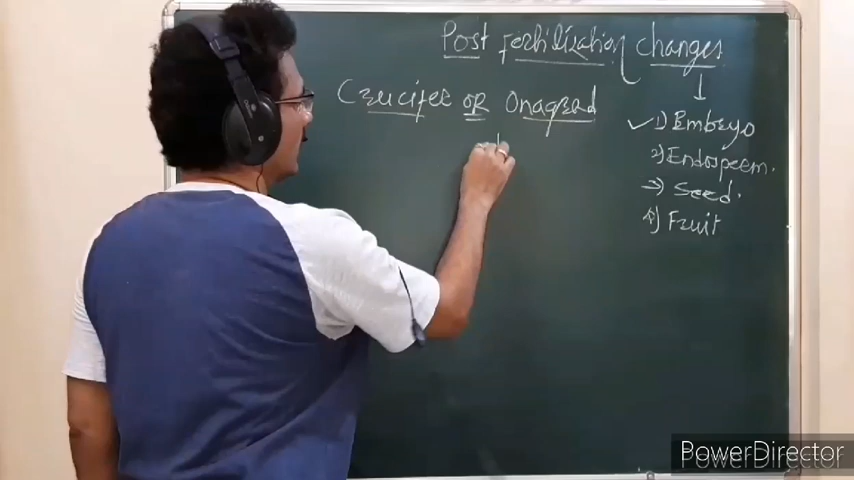 Post fertilization changes
Crucifer OR Onagrad
✓ 1) Embryo
2) Endosperm.
3) Seed.
4) Fruit
PowerDirector